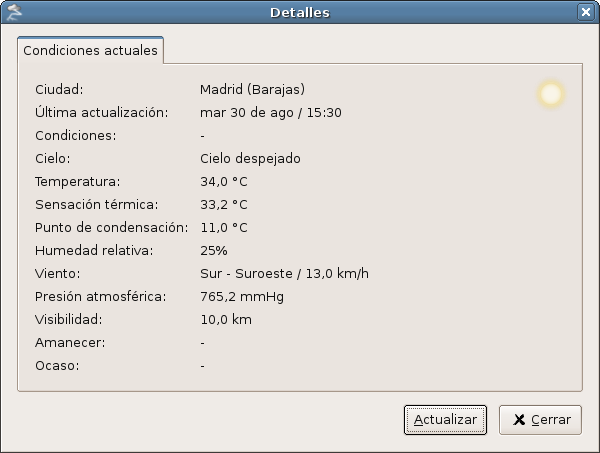 Detalles
Condiciones actuales
Ciudad: Madrid (Barajas)
Última actualización: mar 30 de ago / 15:30
Condiciones: -
Cielo: Cielo despejado
Temperatura: 34,0 °C
Sensación térmica: 33,2 °C
Punto de condensación: 11,0 °C
Humedad relativa: 25%
Viento: Sur - Suroeste / 13,0 km/h
Presión atmosférica: 765,2 mmHg
Visibilidad: 10,0 km
Amanecer: -
Ocaso: -
Actualizar Cerrar